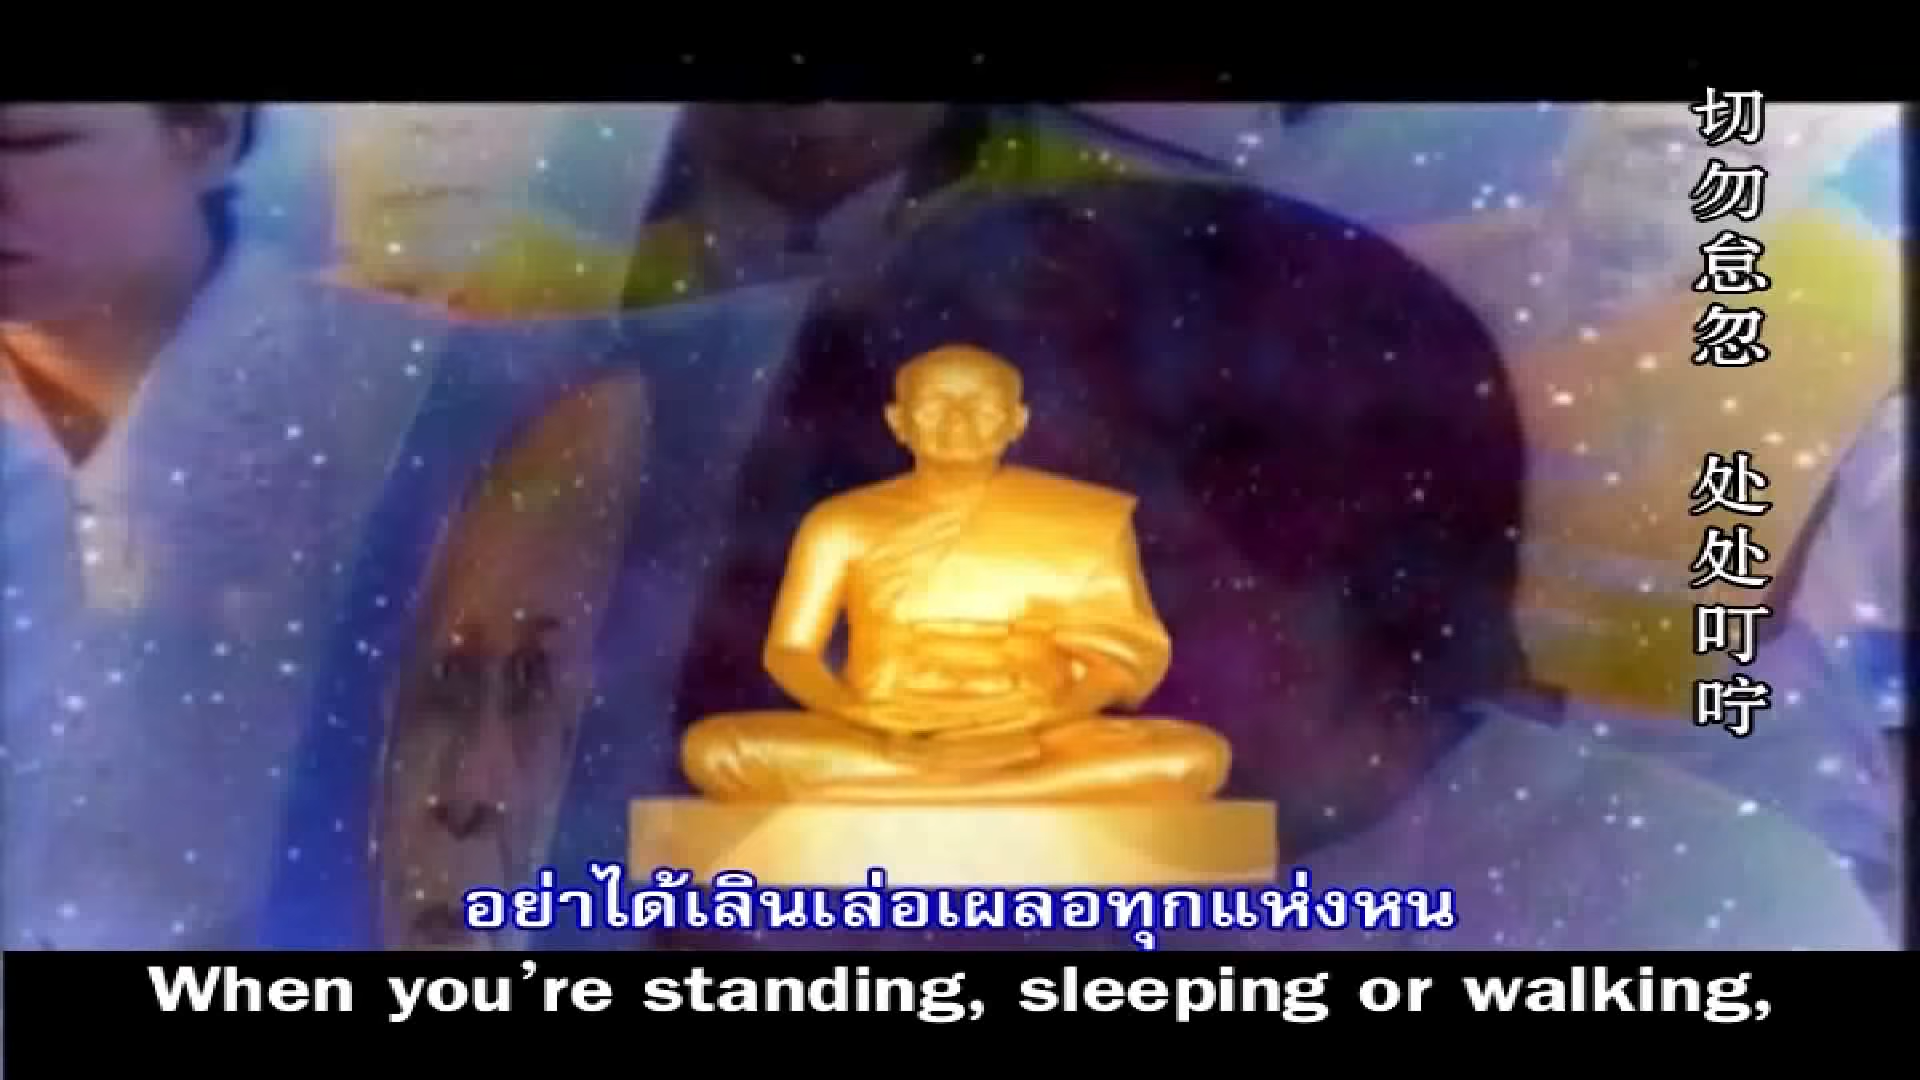 切勿怠忽 处处叮咛
อย่าได้เลินเล่อเผลอทุกแห่งหน
When you're standing, sleeping or walking,